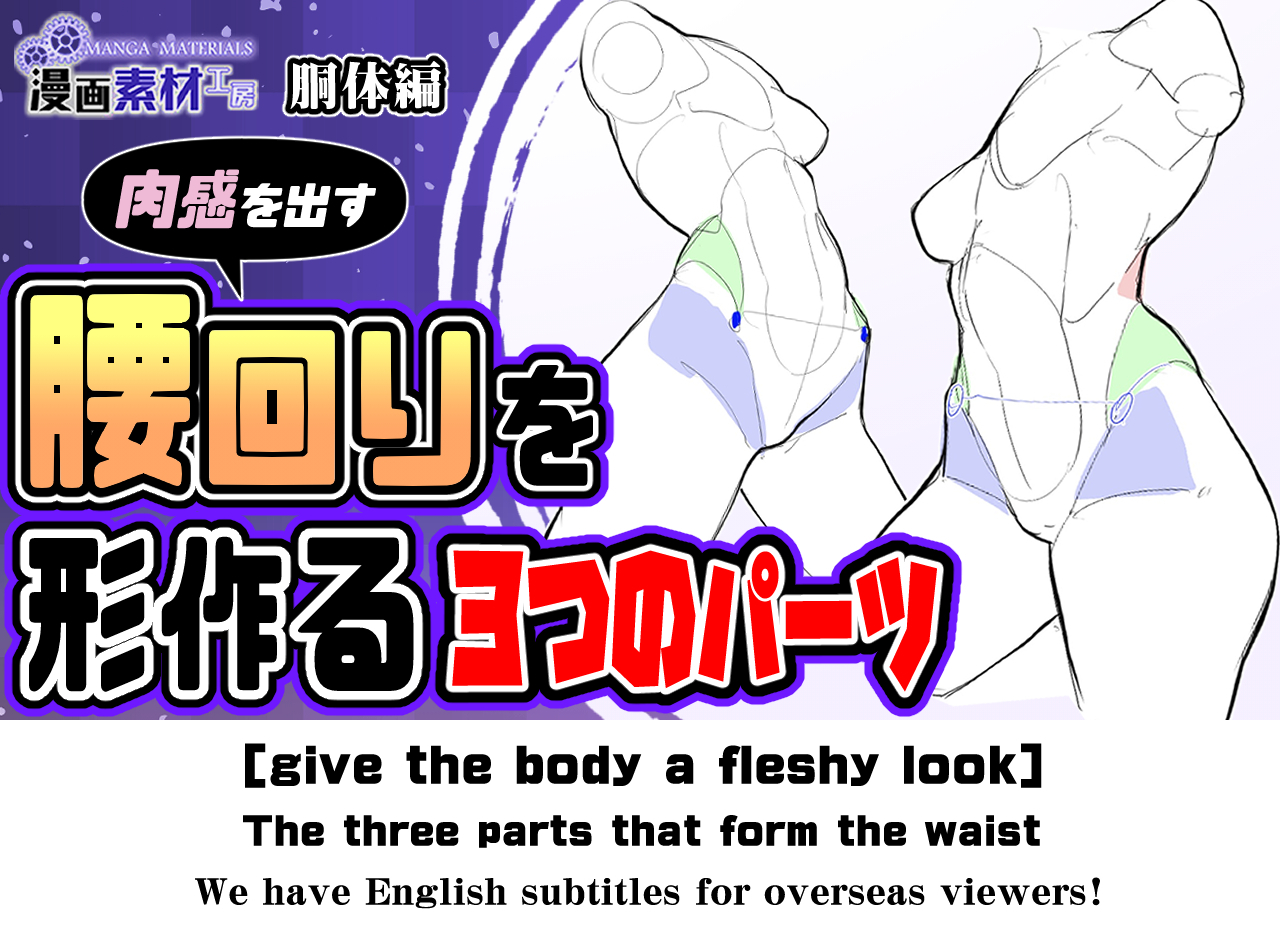 MANGA MATERIALS
漫画素材工房
胴体編
肉感を出す
腰回りを
形作る3つのパーツ
[give the body a fleshy look]
The three parts that form the waist
We have English subtitles for overseas viewers!